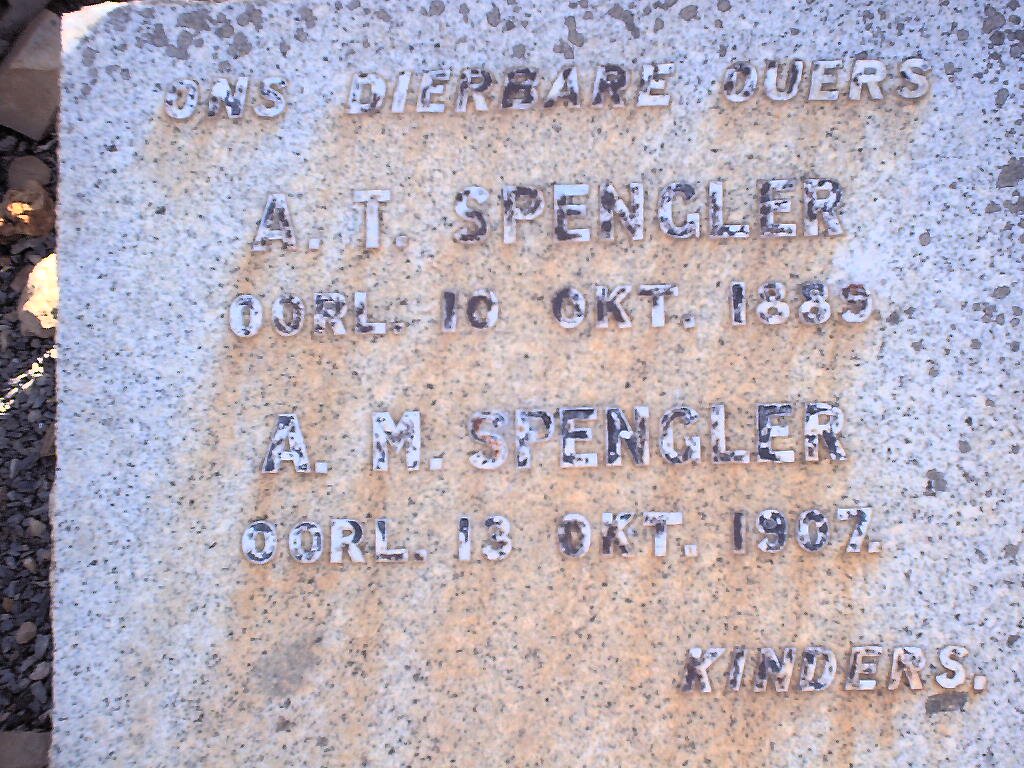 ONS DIERBARE OUERS
A. T. SPENGLER
OORL. 10 OKT. 1889.
A. M. SPENGLER
OORL. 13 OKT. 1907.
KINDERS.